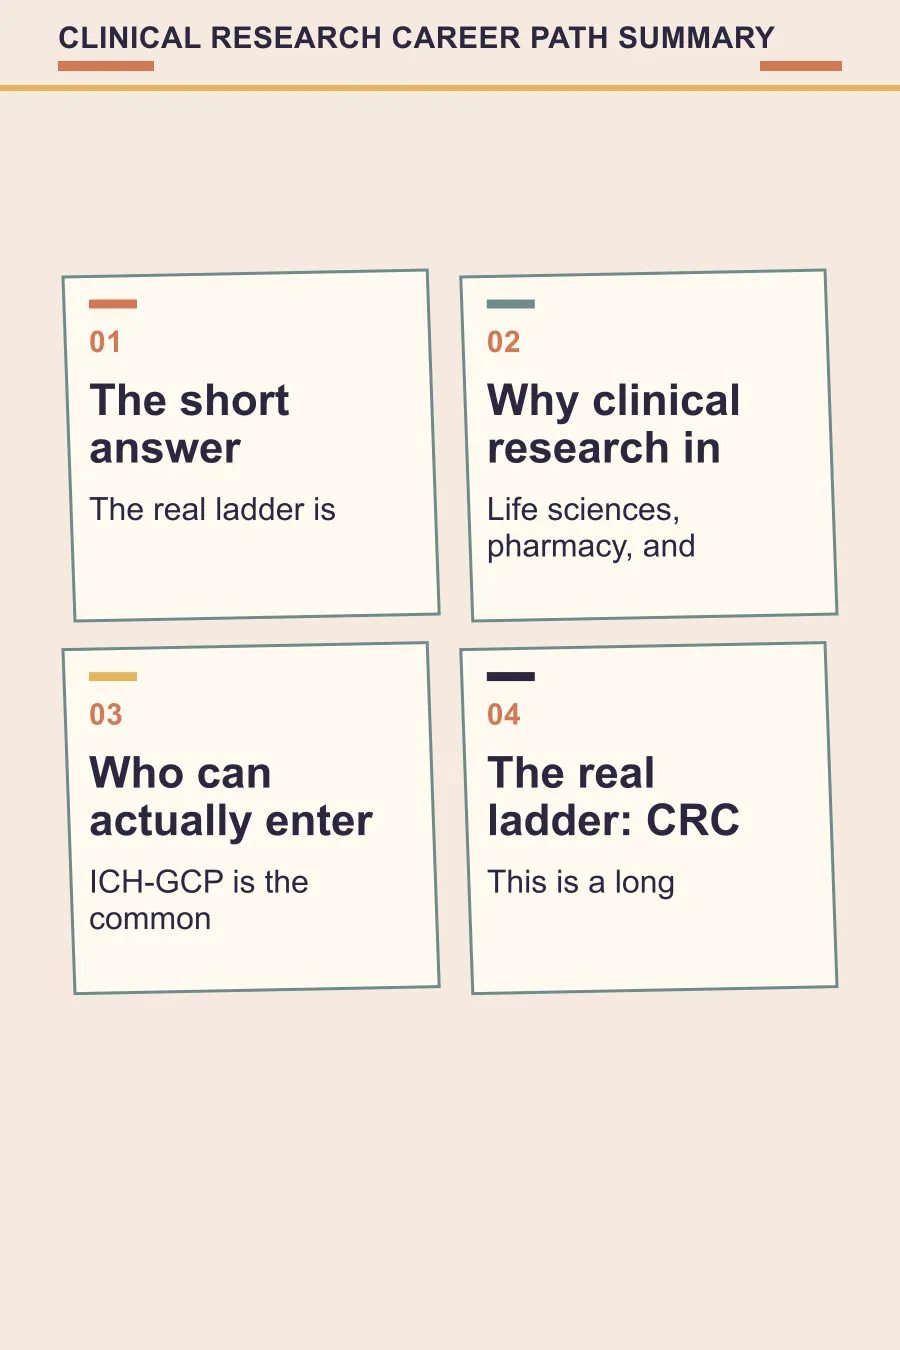 CLINICAL RESEARCH CAREER PATH SUMMARY
01
The short
answer
The real ladder is
02
Why clinical
research in
Life sciences,
pharmacy, and
03
Who can
actually enter
ICH-GCP is the
common
04
The real
ladder: CRC
This is a long